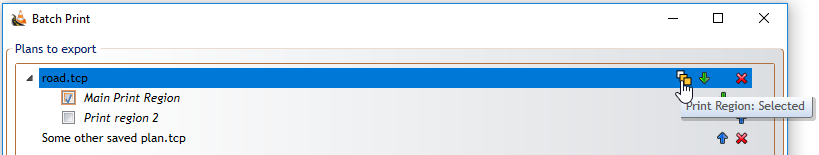 Batch Print
Plans to export
road.tcp
Main Print Region
Print Region: Selected
Print region 2
Some other saved plan.tcp